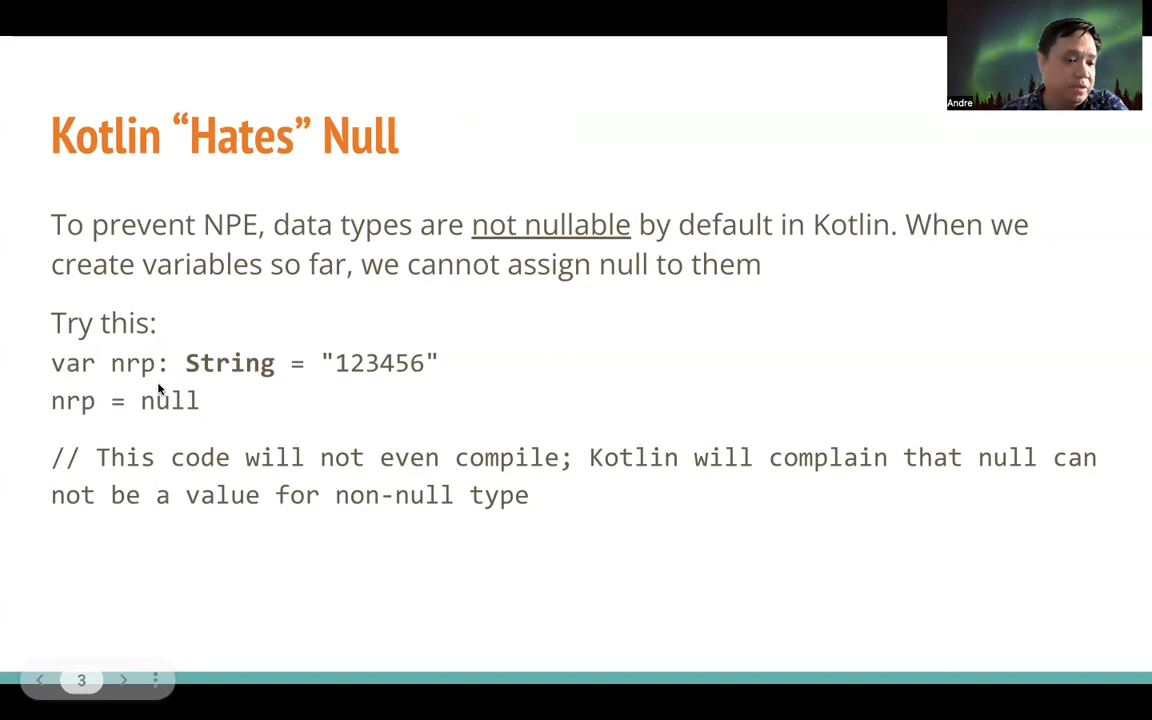 Andre
Kotlin “Hates” Null
To prevent NPE, data types are not nullable by default in Kotlin. When we
create variables so far, we cannot assign null to them
Try this:
var nrp: String = "123456"
nrp = null
// This code will not even compile; Kotlin will complain that null can
not be a value for non-null type
3